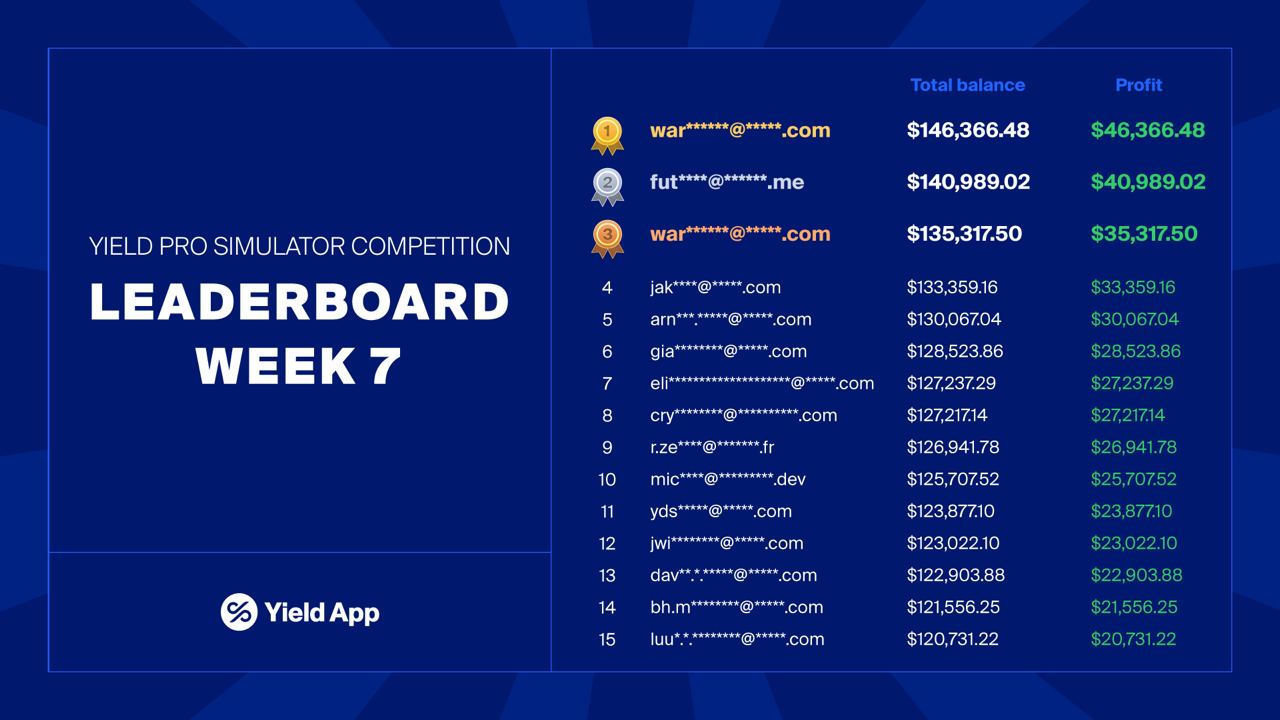 YIELD PRO SIMULATOR COMPETITION
LEADERBOARD
WEEK 7
Yield App
Total balance Profit
1 war******@*****.com $146,366.48 $46,366.48
2 fut****@******.me $140,989.02 $40,989.02
3 war******@*****.com $135,317.50 $35,317.50
4 jak****@*****.com $133,359.16 $33,359.16
5 arn***.*****@*****.com $130,067.04 $30,067.04
6 gia********@*****.com $128,523.86 $28,523.86
7 eli********************@*****.com $127,237.29 $27,237.29
8 cry********@**********.com $127,217.14 $27,217.14
9 r.ze****@*******.fr $126,941.78 $26,941.78
10 mic****@*********.dev $125,707.52 $25,707.52
11 yds*****@*****.com $123,877.10 $23,877.10
12 jwi********@*****.com $123,022.10 $23,022.10
13 dav**.*.*****@*****.com $122,903.88 $22,903.88
14 bh.m********@*****.com $121,556.25 $21,556.25
15 luu*.*.********@*****.com $120,731.22 $20,731.22